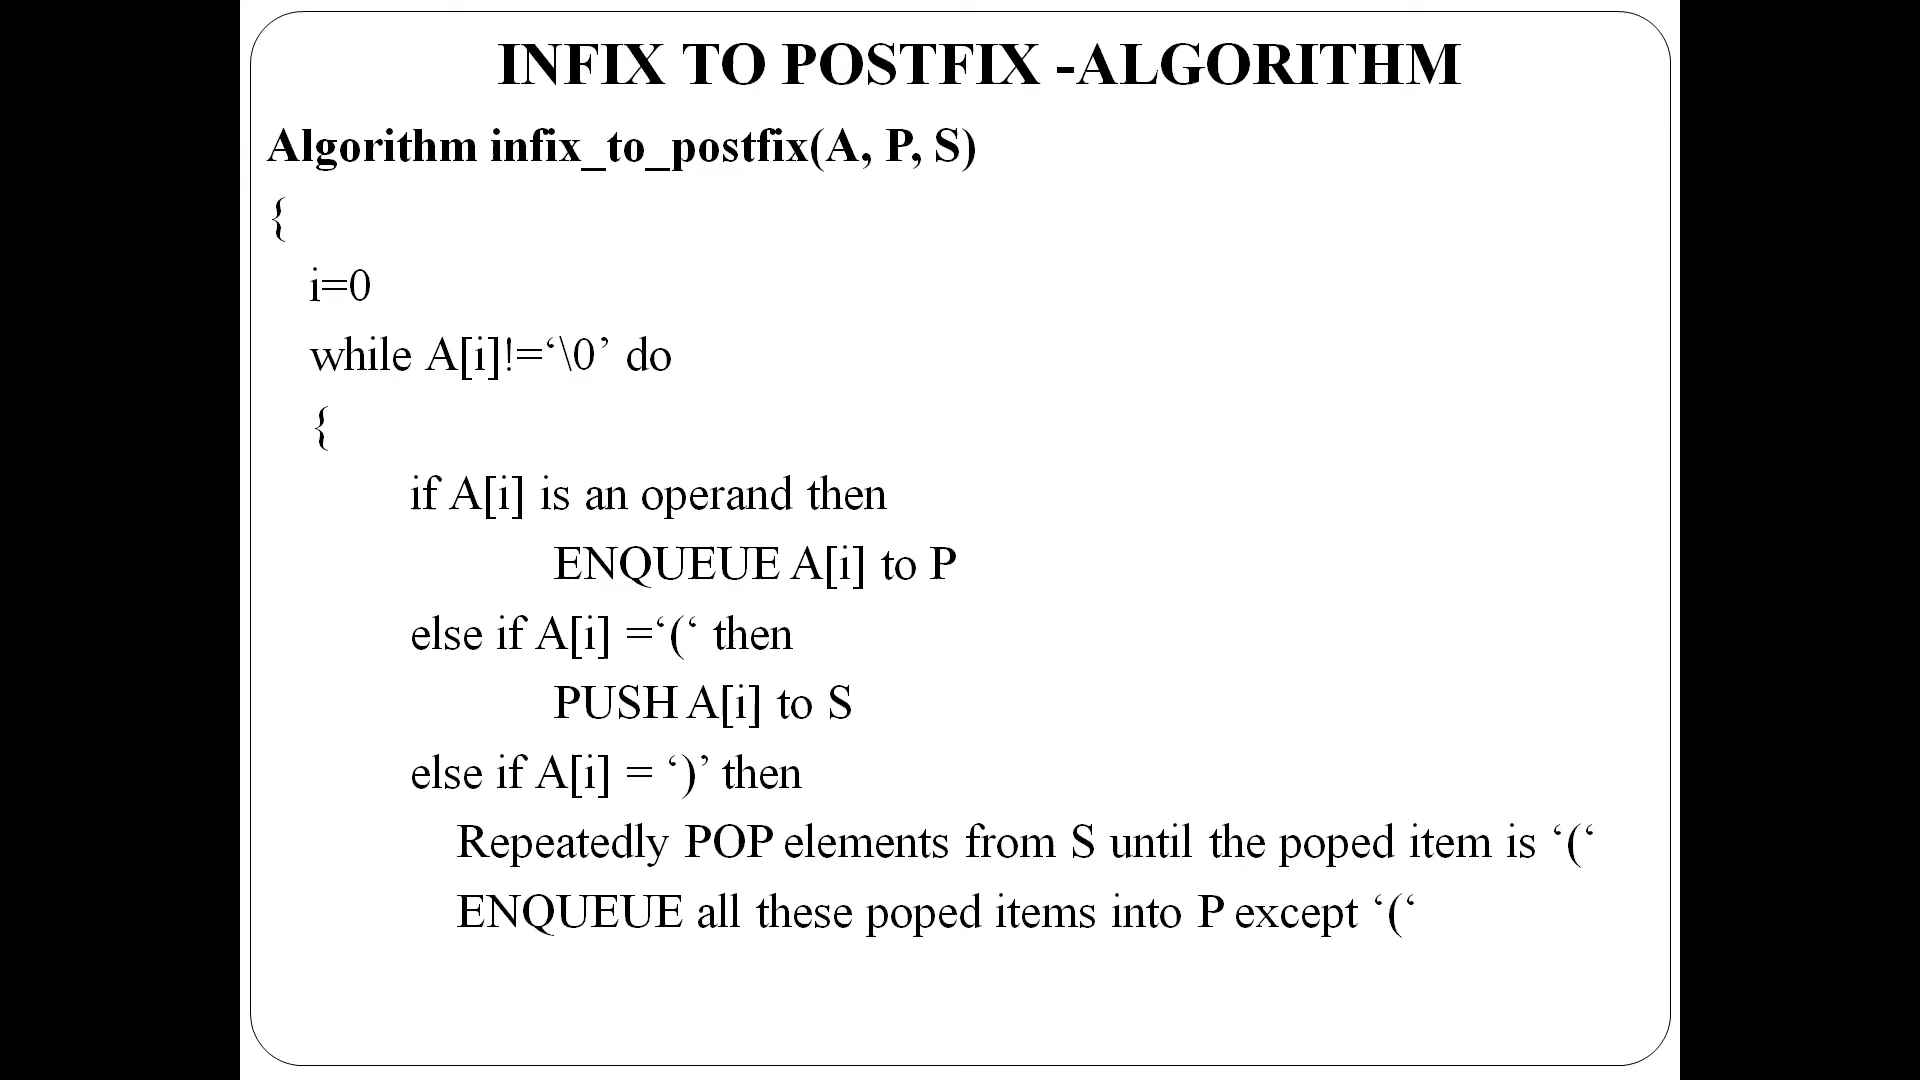 INFIX TO POSTFIX -ALGORITHM
Algorithm infix_to_postfix(A, P, S)
{
i=0
while A[i]!=‘\0’ do
{
if A[i] is an operand then
ENQUEUE A[i] to P
else if A[i] =‘(‘ then
PUSH A[i] to S
else if A[i] = ‘)’ then
Repeatedly POP elements from S until the poped item is ‘(‘
ENQUEUE all these poped items into P except ‘(‘